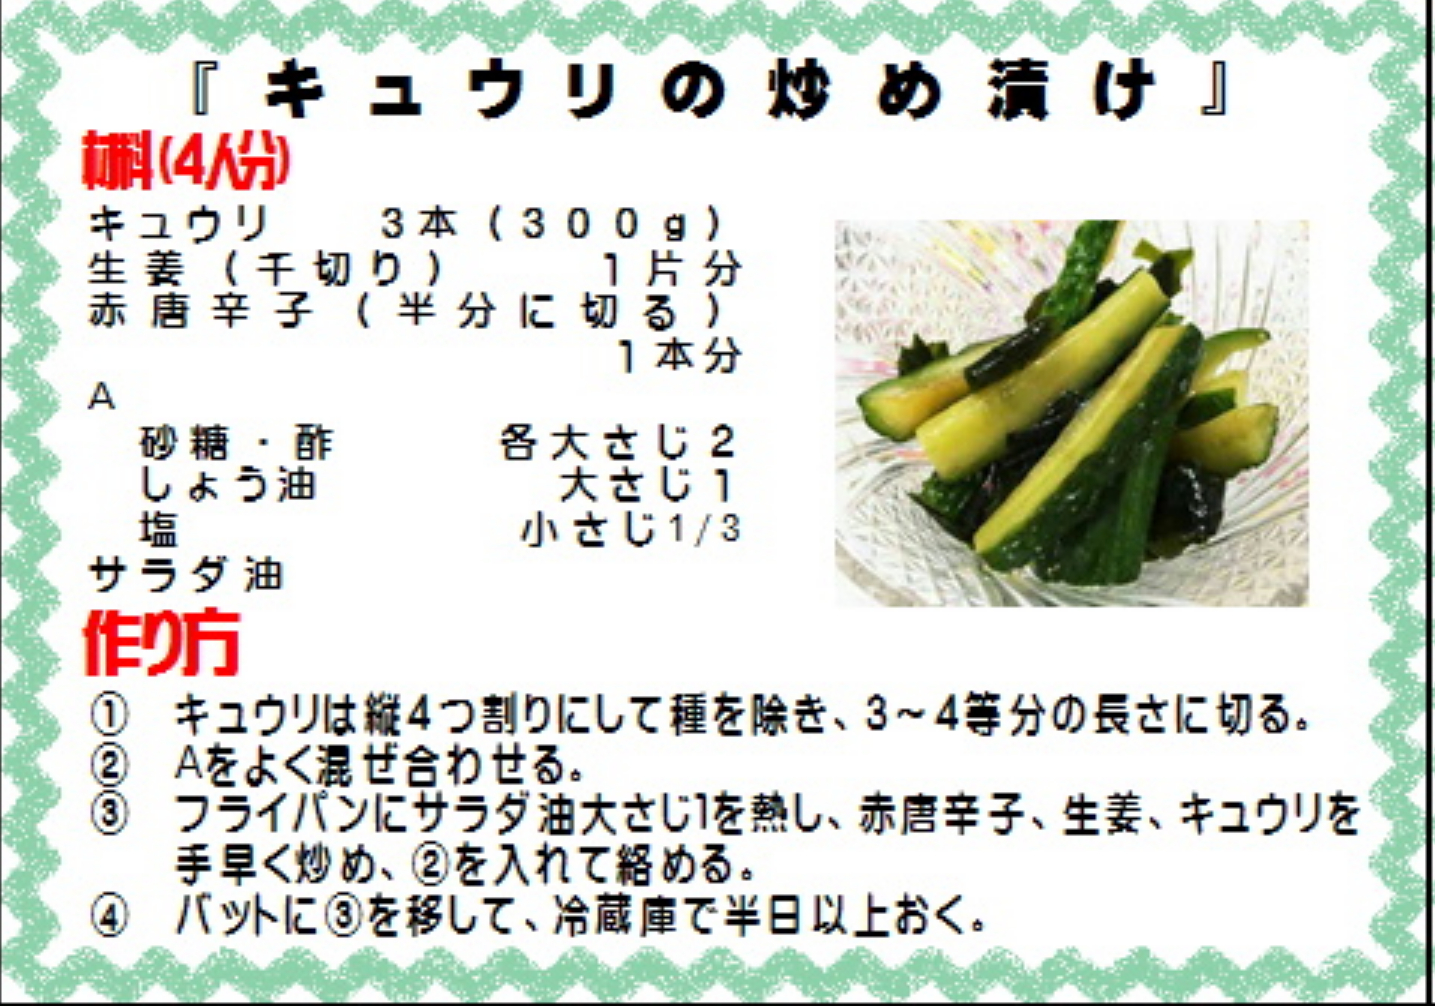 『キュウリの炒め漬け』
材料(4人分)
キュウリ　3本(300g)
生姜(千切り)　1片分
赤唐辛子(半分に切る)
1本分
A
砂糖・酢　各大さじ2
しょう油　大さじ1
塩　小さじ1/3
サラダ油
作り方
①　キュウリは縦4つ割りにして種を除き、3～4等分の長さに切る。
②　Aをよく混ぜ合わせる。
③　フライパンにサラダ油大さじ1を熱し、赤唐辛子、生姜、キュウリを
手早く炒め、②を入れて絡める。
④　バットに③を移して、冷蔵庫で半日以上おく。